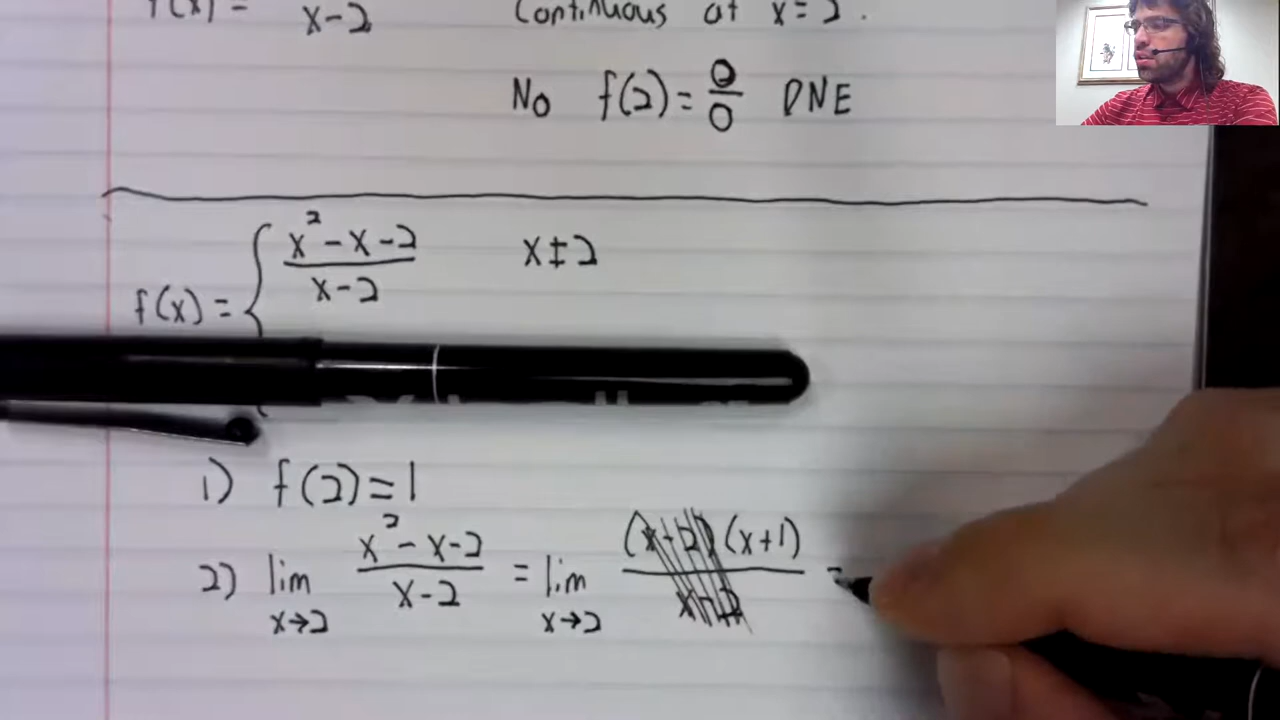 f(x) = x-2 Continuous at x=2.
No f(2) = 0/0 DNE
f(x) = { (x²-x-2)/(x-2) x‡2
1) f(2)=1
2) lim x→2 (x²-x-2)/(x-2) = lim x→2 (x-2)(x+1)/(x-2) =